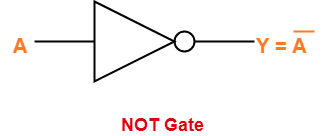 A
Y = A̅
NOT Gate